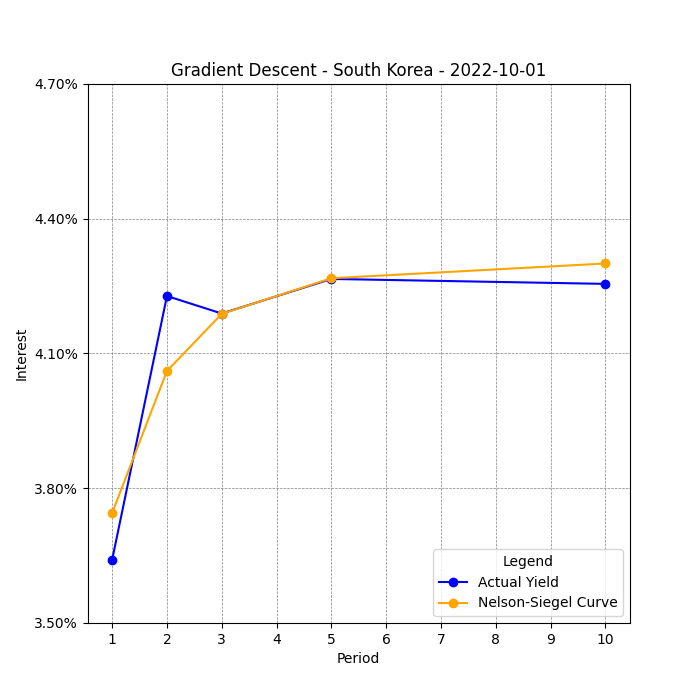 Gradient Descent - South Korea - 2022-10-01
4.70%
4.40%
4.10%
3.80%
3.50%
Interest
1 2 3 4 5 6 7 8 9 10
Period
Legend
Actual Yield
Nelson-Siegel Curve